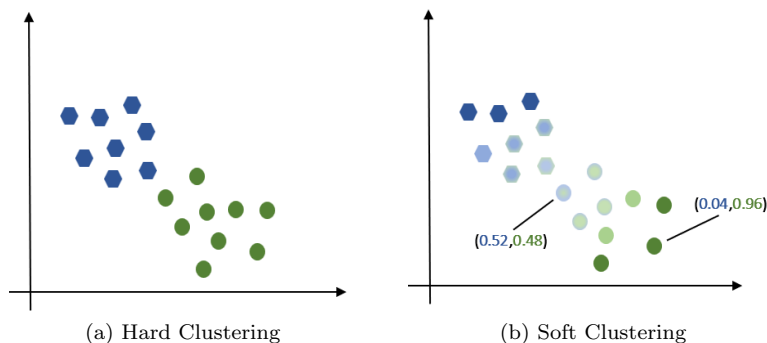 (0.04,0.96)
(0.52,0.48)
(a) Hard Clustering
(b) Soft Clustering